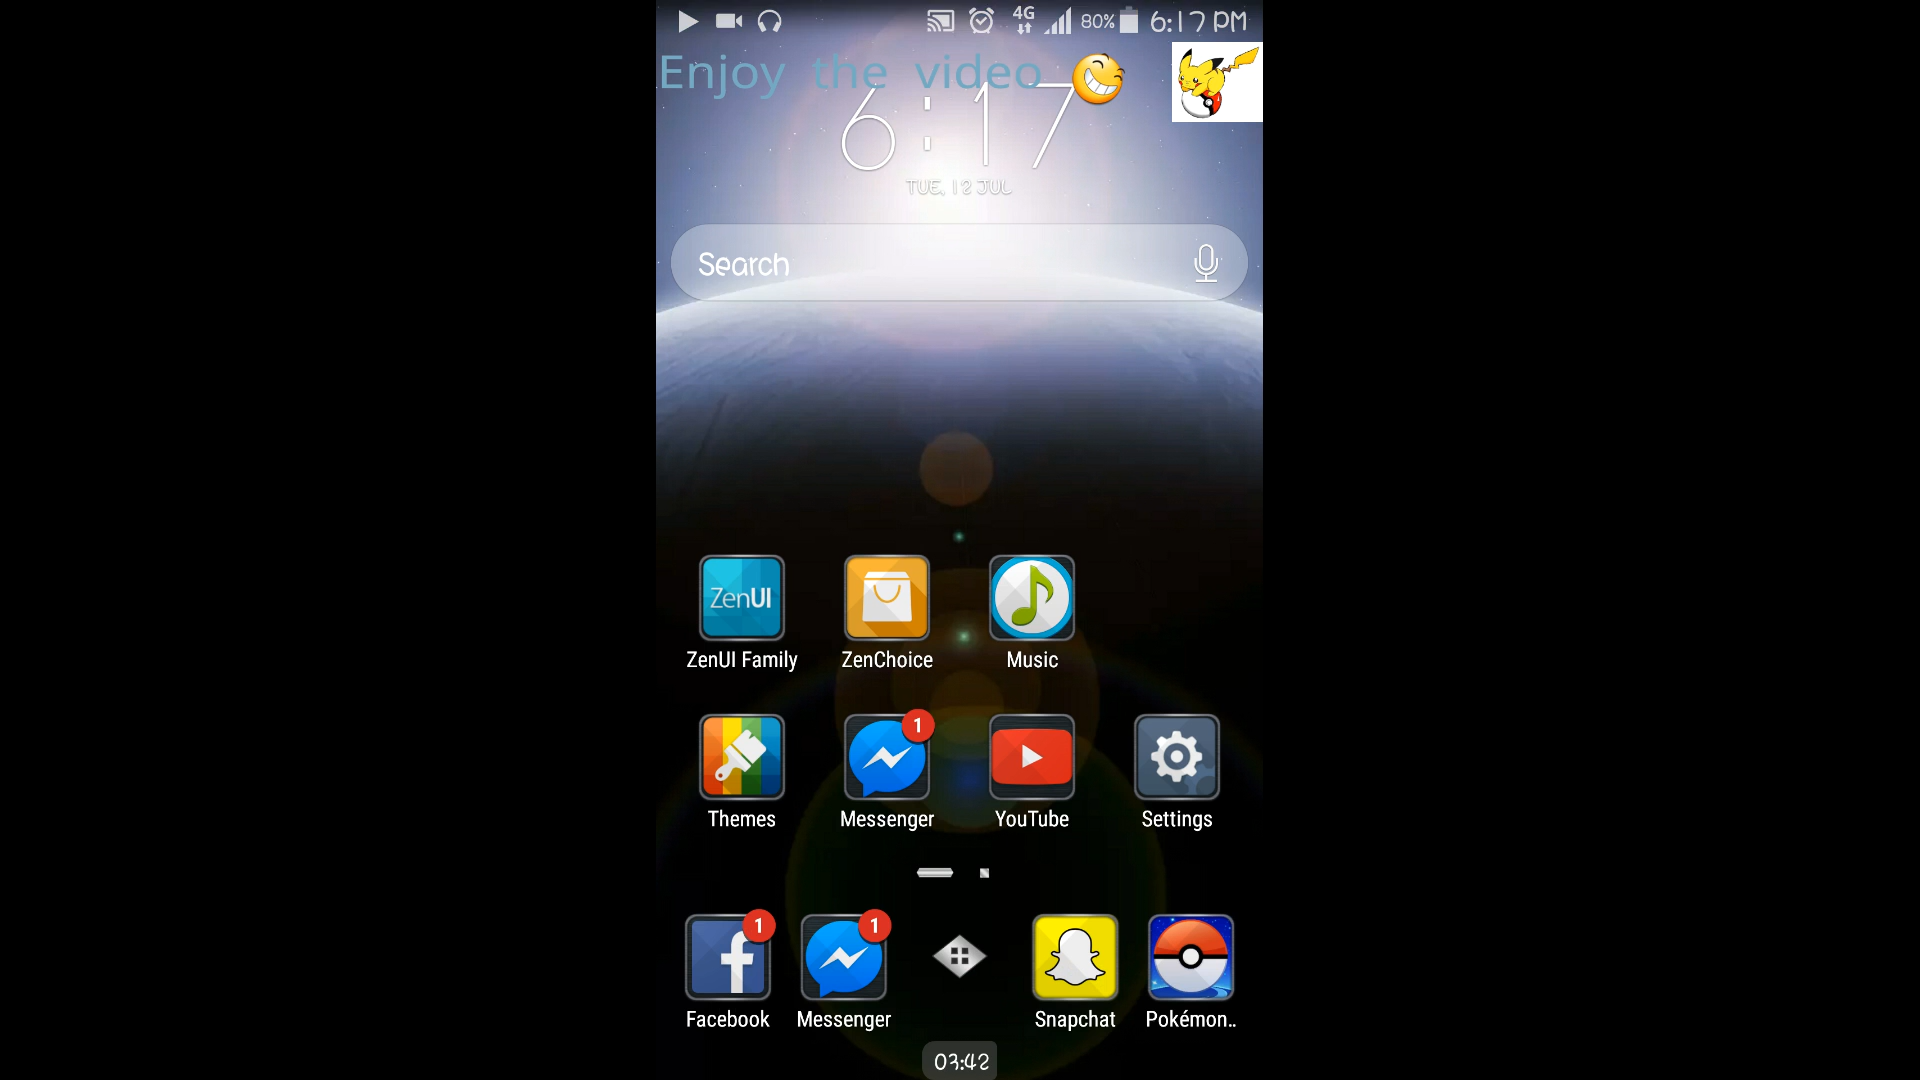 4G 80% 6:17 PM
Enjoy the video
6:17
TUE, 12 JUL
Search
ZenUI
ZenUI Family ZenChoice Music
1
Themes Messenger YouTube Settings
1 1
Facebook Messenger Snapchat Pokémon..
03:42